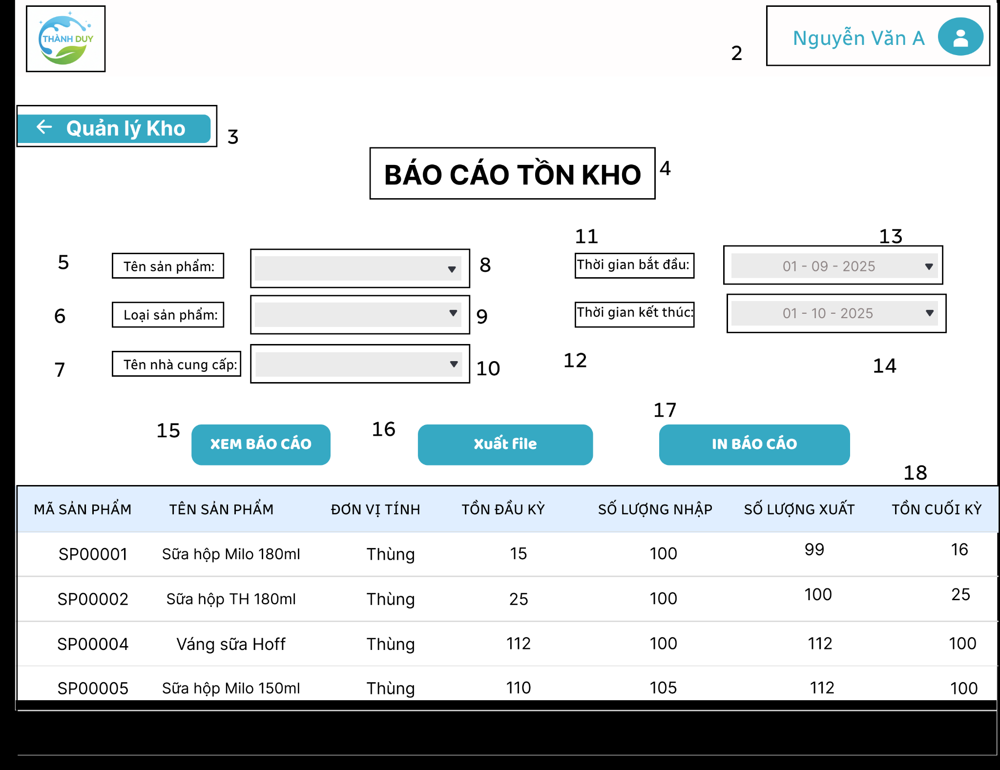 THÀNH DUY
Nguyễn Văn A
2
Quản lý Kho
3
BÁO CÁO TỒN KHO
4
11
13
5
Tên sản phẩm:
8
Thời gian bắt đầu:
01 - 09 - 2025
6
Loại sản phẩm:
9
Thời gian kết thúc:
01 - 10 - 2025
7
Tên nhà cung cấp:
10
12
14
17
15
XEM BÁO CÁO
16
Xuất file
IN BÁO CÁO
18
MÃ SẢN PHẨM TÊN SẢN PHẨM ĐƠN VỊ TÍNH TỒN ĐẦU KỲ SỐ LƯỢNG NHẬP SỐ LƯỢNG XUẤT TỒN CUỐI KỲ
SP00001 Sữa hộp Milo 180ml Thùng 15 100 99 16
SP00002 Sữa hộp TH 180ml Thùng 25 100 100 25
SP00004 Váng sữa Hoff Thùng 112 100 112 100
SP00005 Sữa hộp Milo 150ml Thùng 110 105 112 100